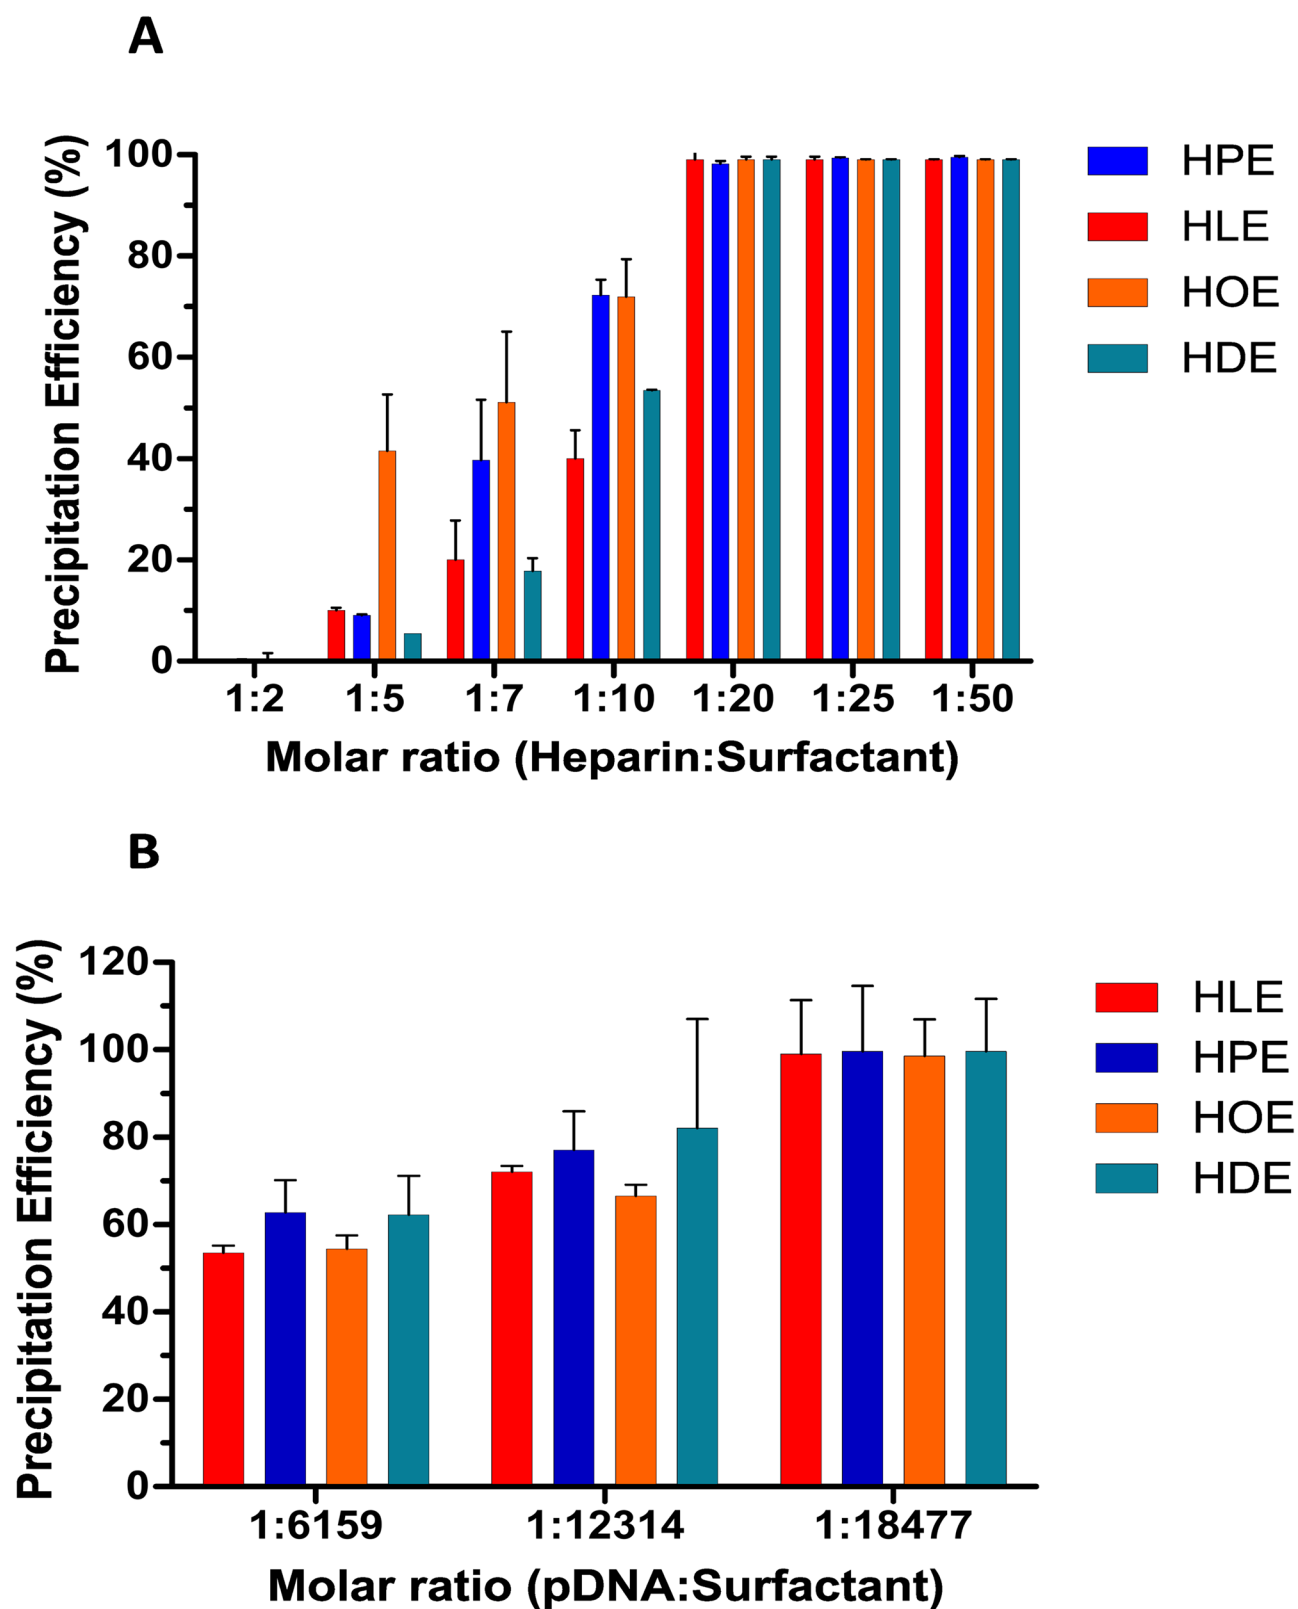 A
Precipitation Efficiency (%)
100
80
60
40
20
0
1:2 1:5 1:7 1:10 1:20 1:25 1:50
Molar ratio (Heparin:Surfactant)
HPE
HLE
HOE
HDE
B
Precipitation Efficiency (%)
120
100
80
60
40
20
0
1:6159 1:12314 1:18477
Molar ratio (pDNA:Surfactant)
HLE
HPE
HOE
HDE